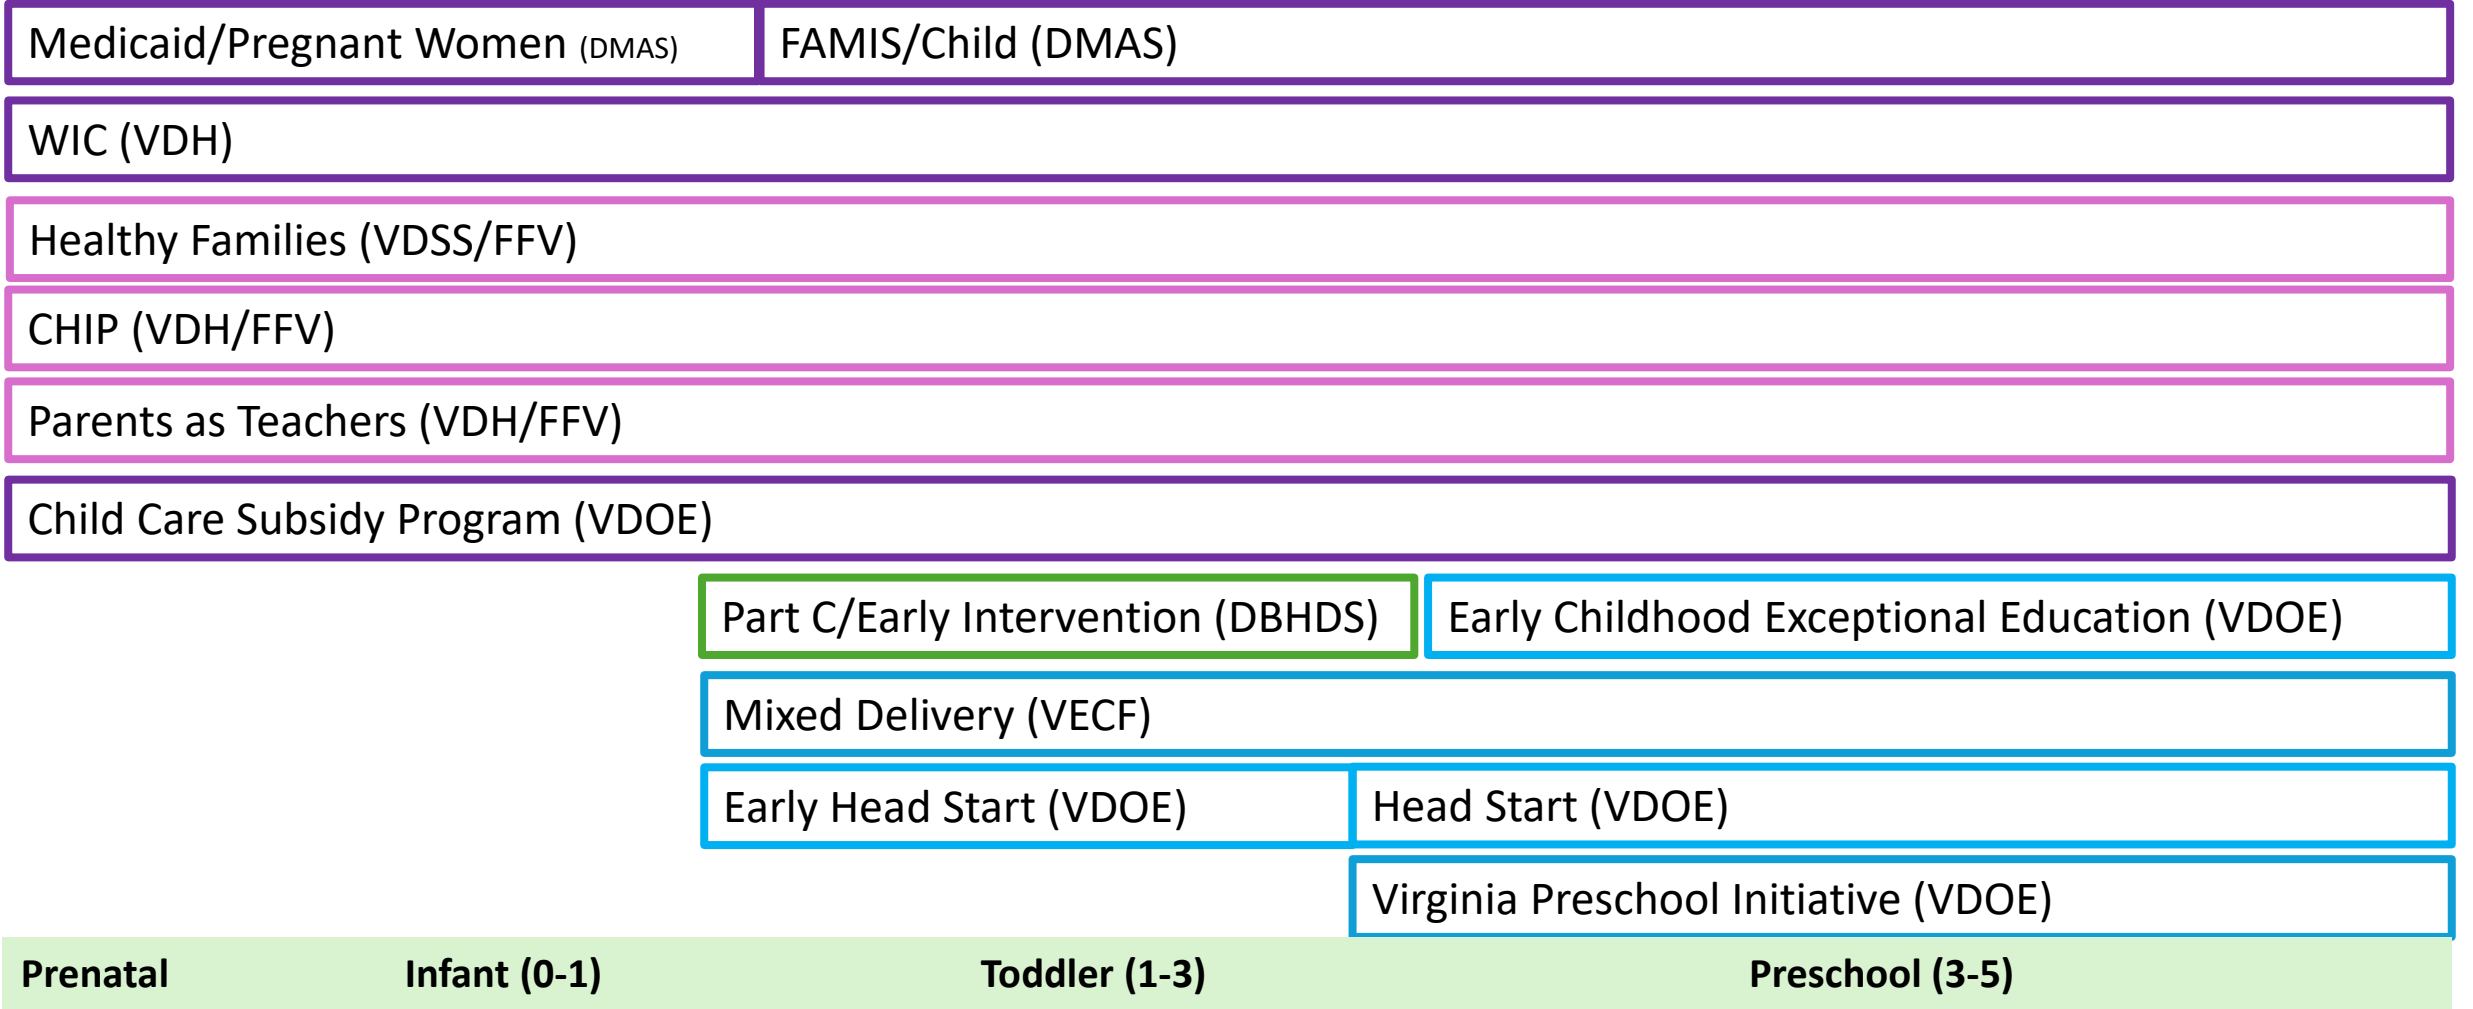 Medicaid/Pregnant Women (DMAS)
FAMIS/Child (DMAS)
WIC (VDH)
Healthy Families (VDSS/FFV)
CHIP (VDH/FFV)
Parents as Teachers (VDH/FFV)
Child Care Subsidy Program (VDOE)
Part C/Early Intervention (DBHDS)
Early Childhood Exceptional Education (VDOE)
Mixed Delivery (VECF)
Early Head Start (VDOE)
Head Start (VDOE)
Virginia Preschool Initiative (VDOE)
Prenatal
Infant (0-1)
Toddler (1-3)
Preschool (3-5)